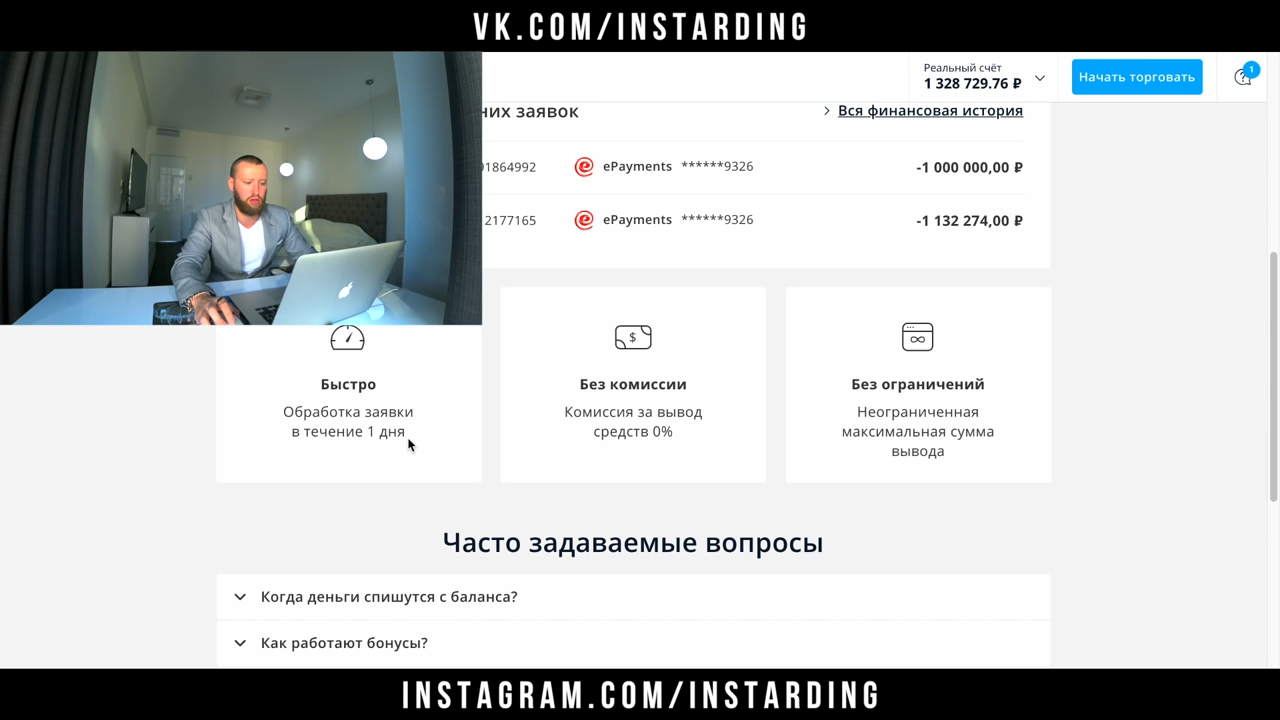 VK.COM/INSTARDING
Реальный счёт
1 328 729.76 ₽
Начать торговать
1
них заявок
Вся финансовая история
91864992 ePayments ******9326 -1 000 000,00 ₽
2177165 ePayments ******9326 -1 132 274,00 ₽
Быстро
Обработка заявки
в течение 1 дня
Без комиссии
Комиссия за вывод
средств 0%
Без ограничений
Неограниченная
максимальная сумма
вывода
Часто задаваемые вопросы
Когда деньги спишутся с баланса?
Как работают бонусы?
INSTAGRAM.COM/INSTARDING